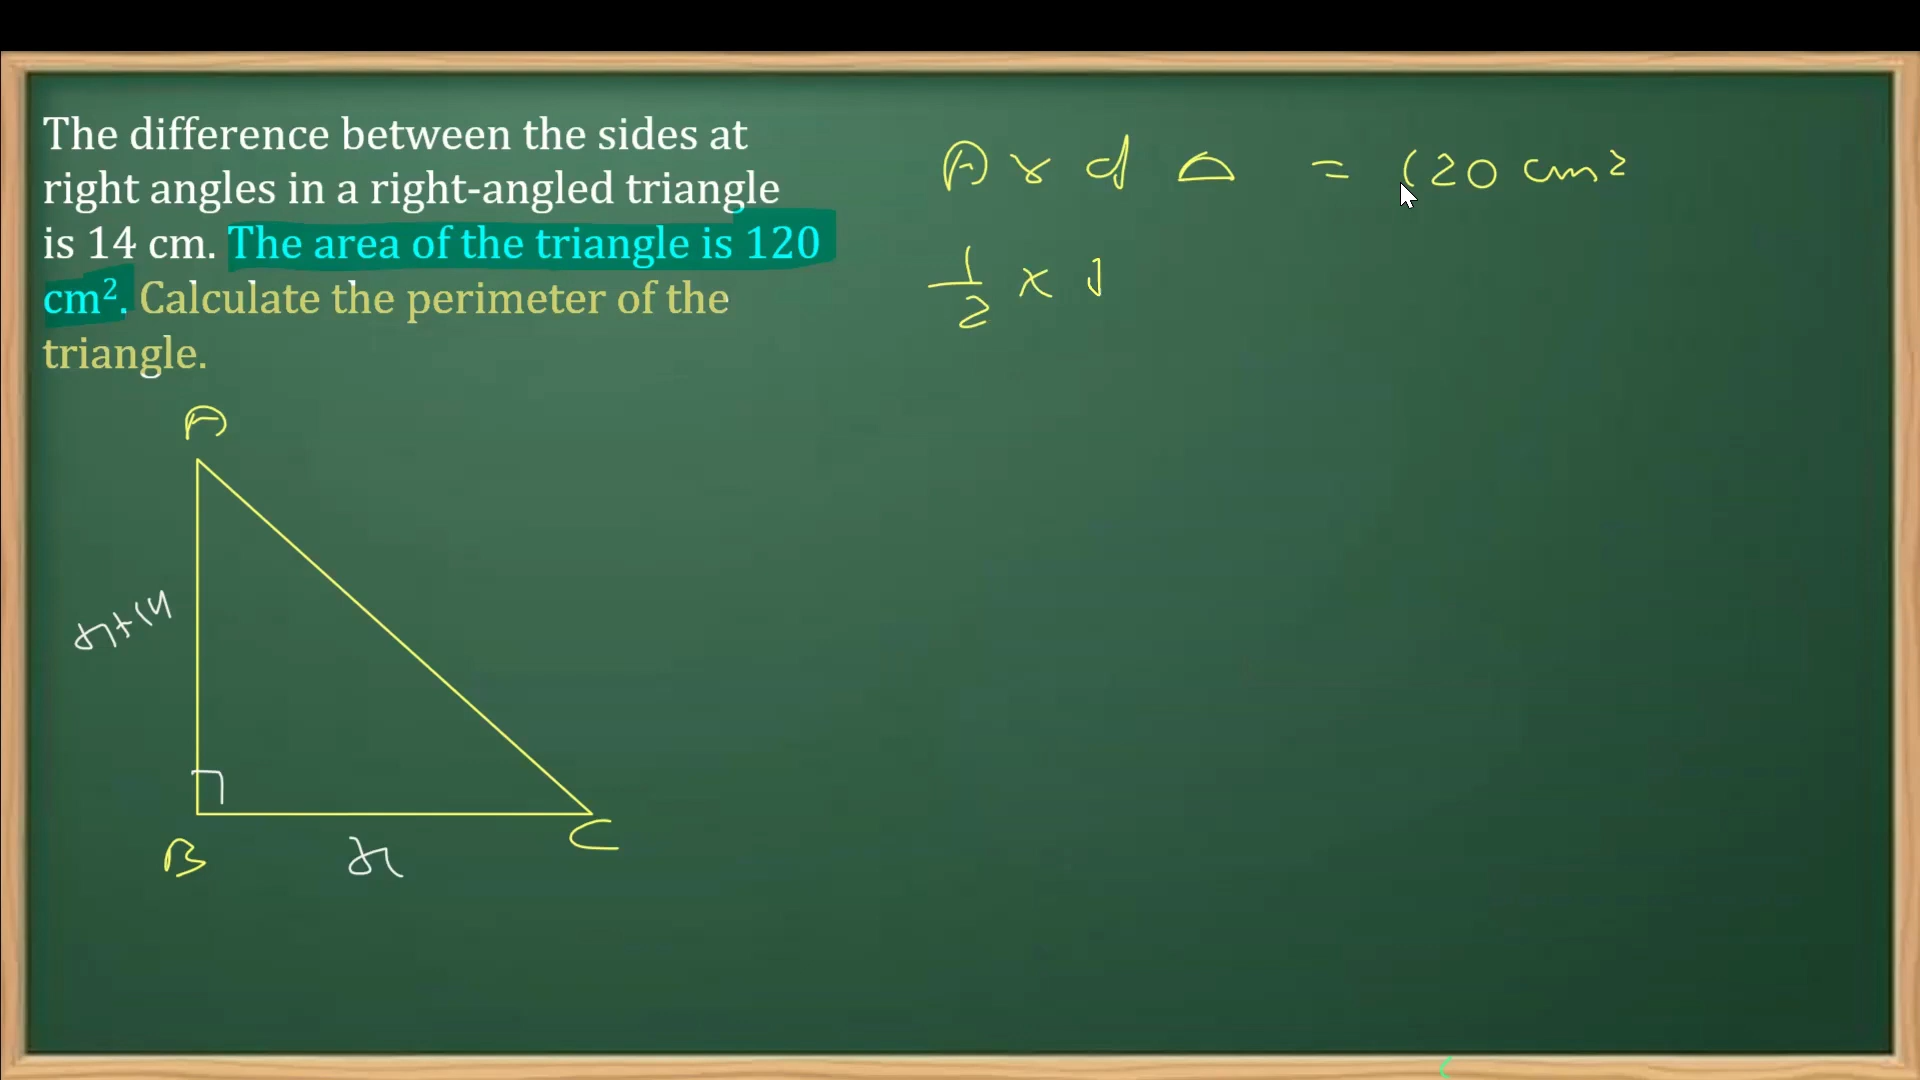 The difference between the sides at
right angles in a right-angled triangle
is 14 cm. The area of the triangle is 120
cm². Calculate the perimeter of the
triangle.
Ar of △ = 120 cm²
1/2 ×
A
x+14
B
x
C